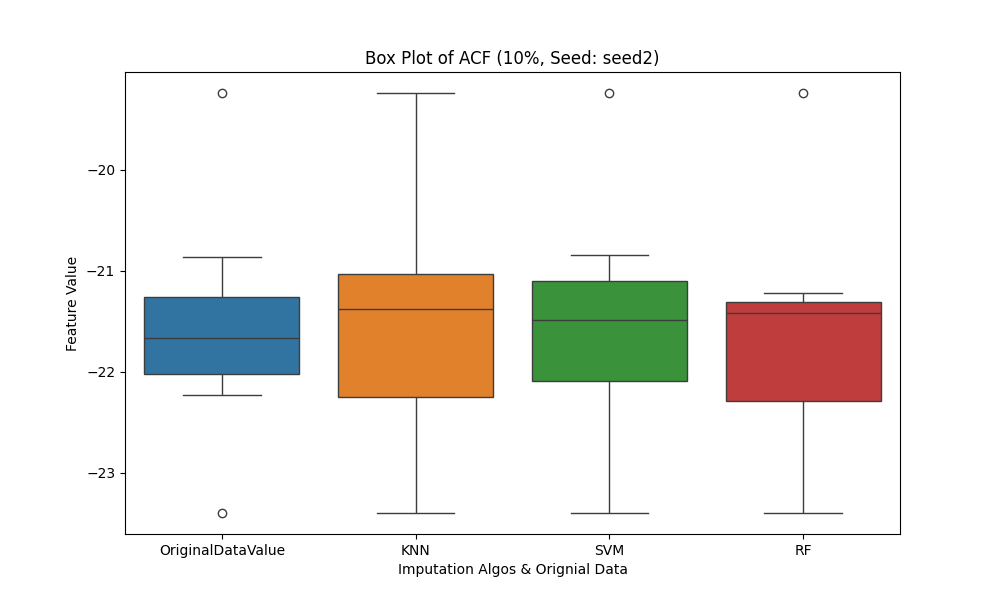 Box Plot of ACF (10%, Seed: seed2)
Feature Value
−20
−21
−22
−23
OriginalDataValue
KNN
SVM
RF
Imputation Algos & Orignial Data